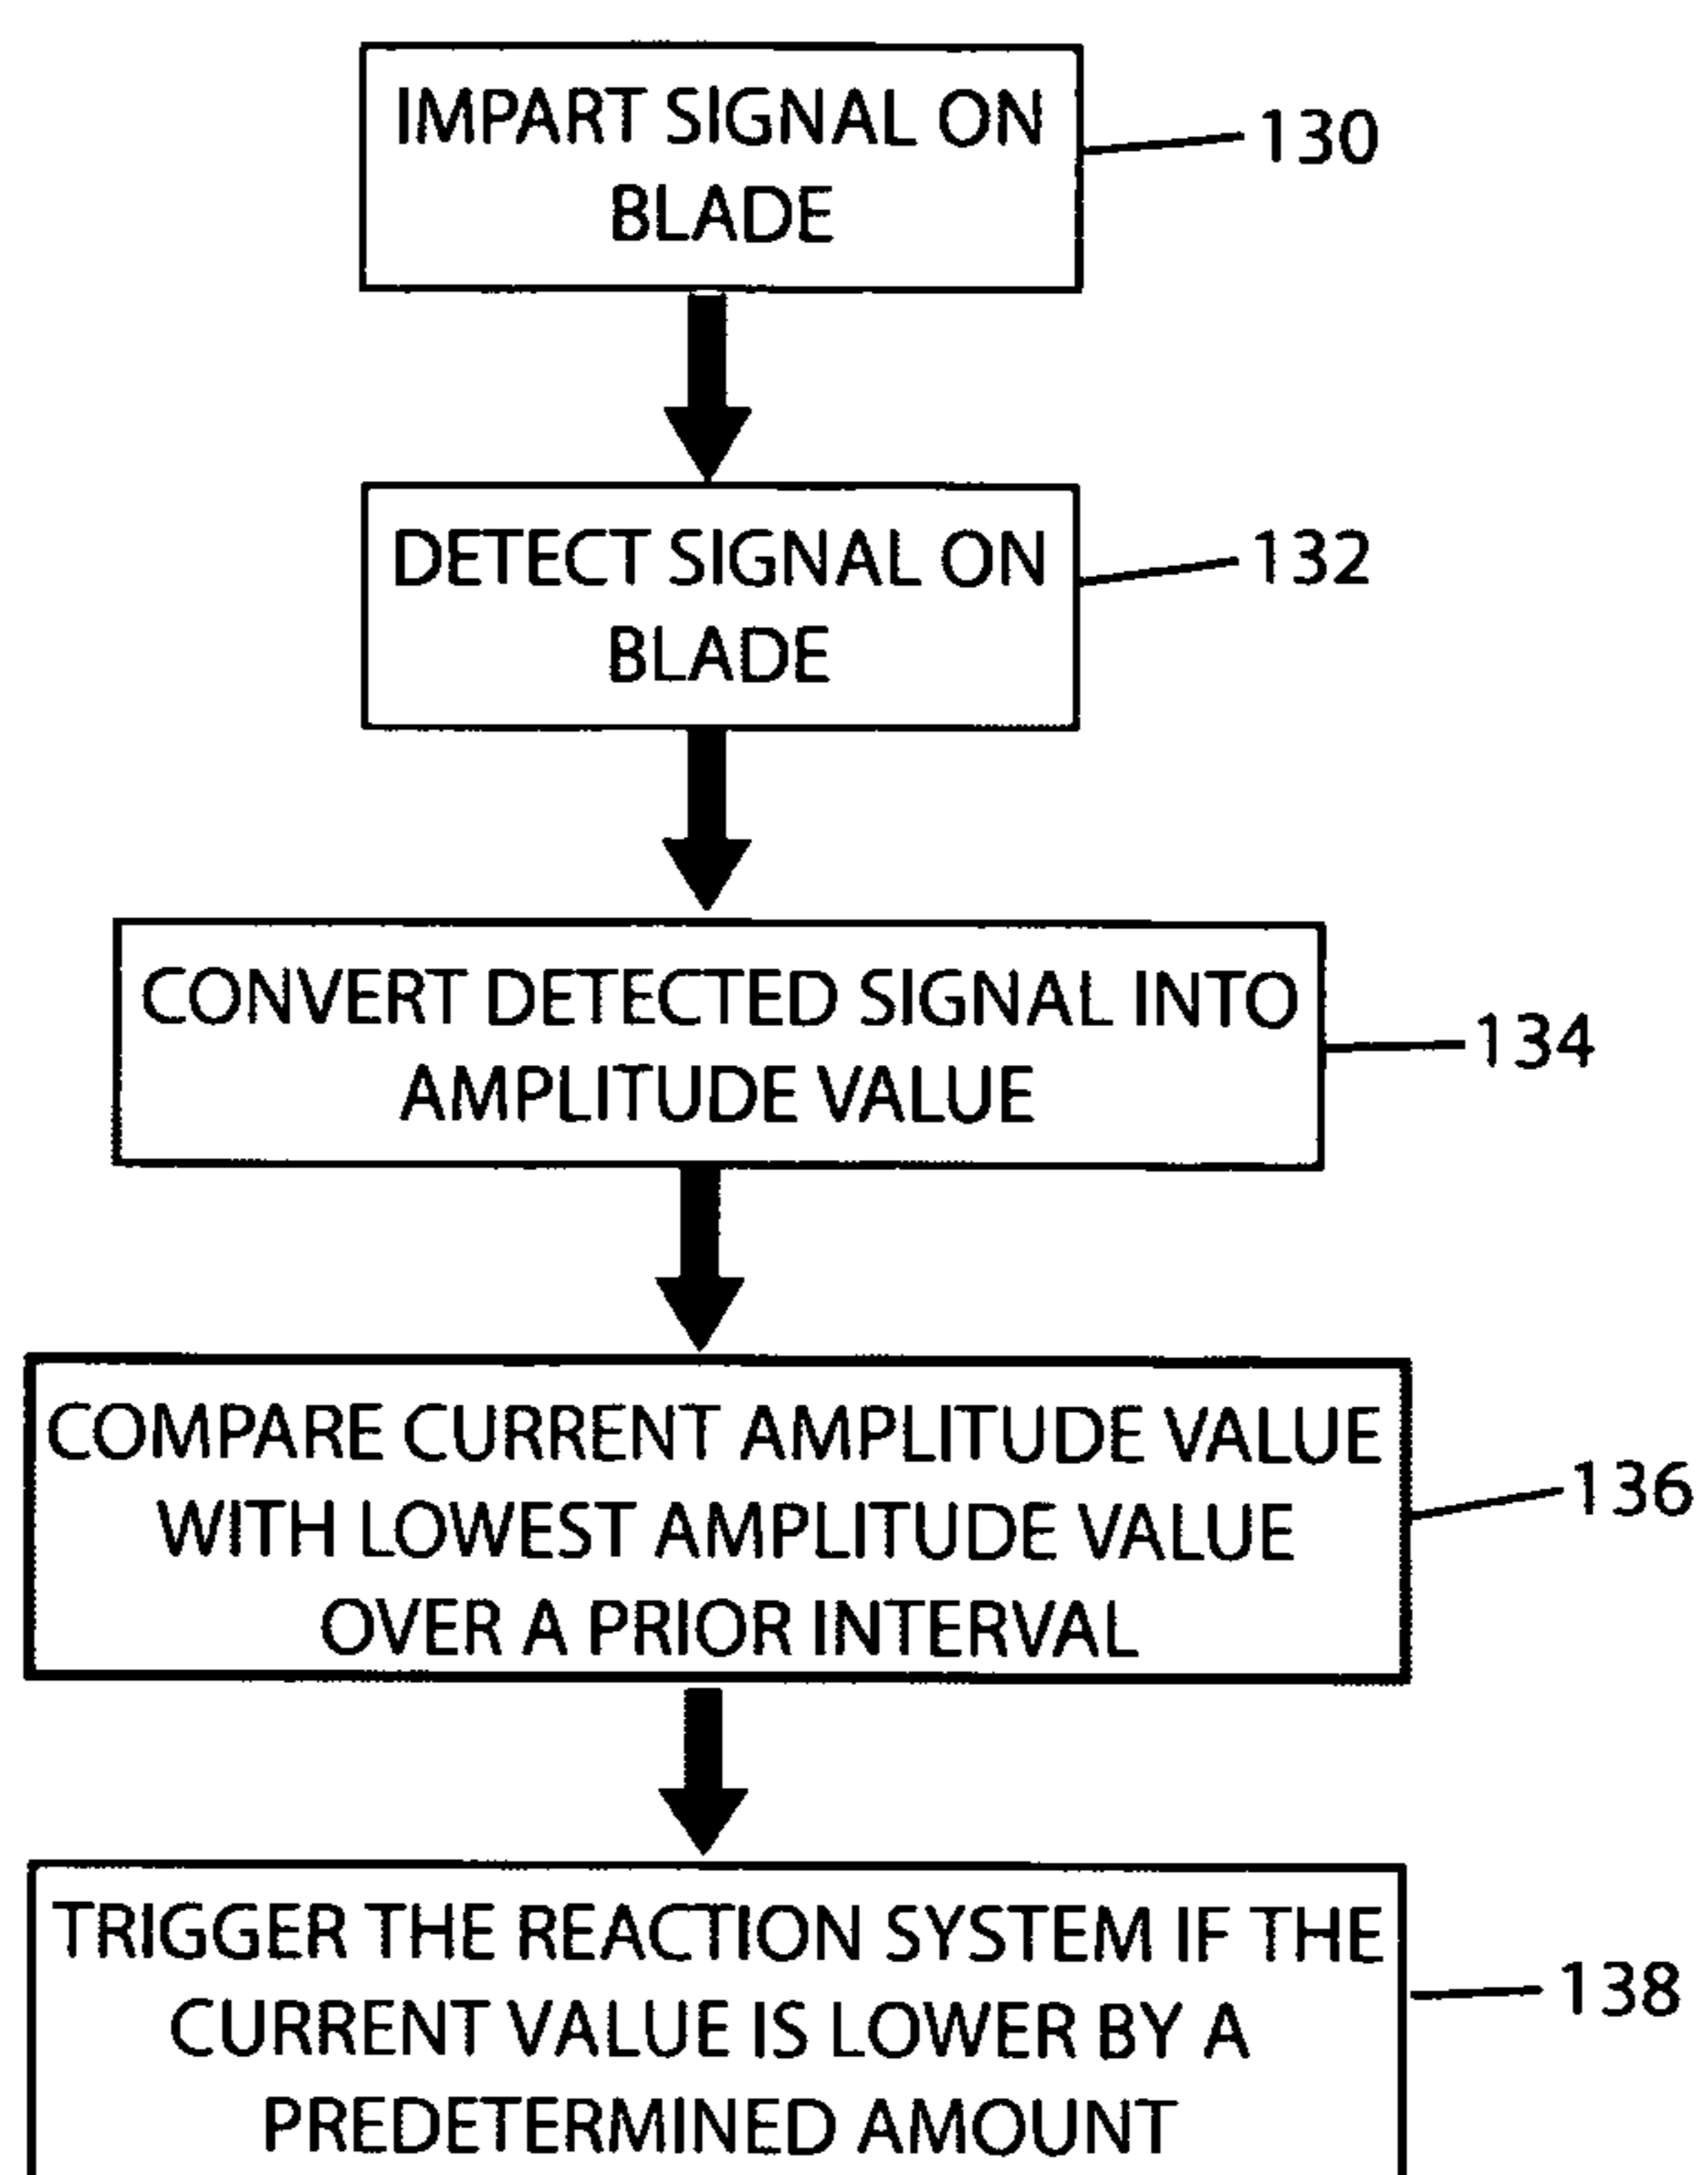 IMPART SIGNAL ON
BLADE
130
DETECT SIGNAL ON
BLADE
132
CONVERT DETECTED SIGNAL INTO
AMPLITUDE VALUE
134
COMPARE CURRENT AMPLITUDE VALUE
WITH LOWEST AMPLITUDE VALUE
OVER A PRIOR INTERVAL
136
TRIGGER THE REACTION SYSTEM IF THE
CURRENT VALUE IS LOWER BY A
PREDETERMINED AMOUNT
138